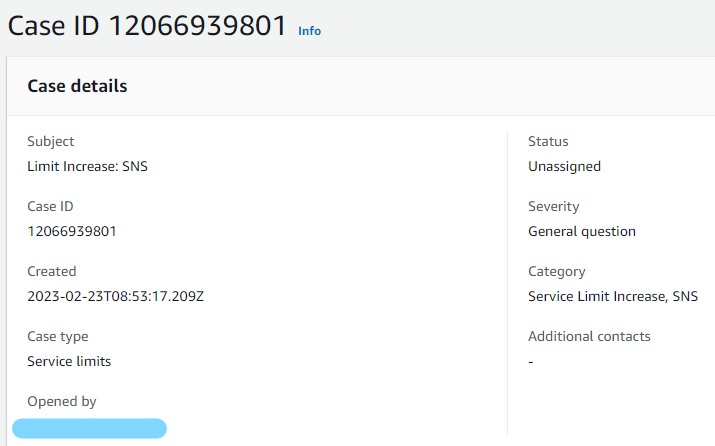 Case ID 12066939801 Info
Case details
Subject
Limit Increase: SNS
Case ID
12066939801
Created
2023-02-23T08:53:17.209Z
Case type
Service limits
Opened by
Status
Unassigned
Severity
General question
Category
Service Limit Increase, SNS
Additional contacts
-